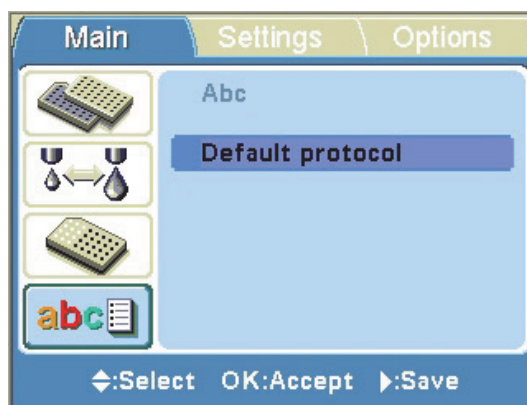 Main Settings Options
Abc
Default protocol
abc
:Select OK:Accept :Save